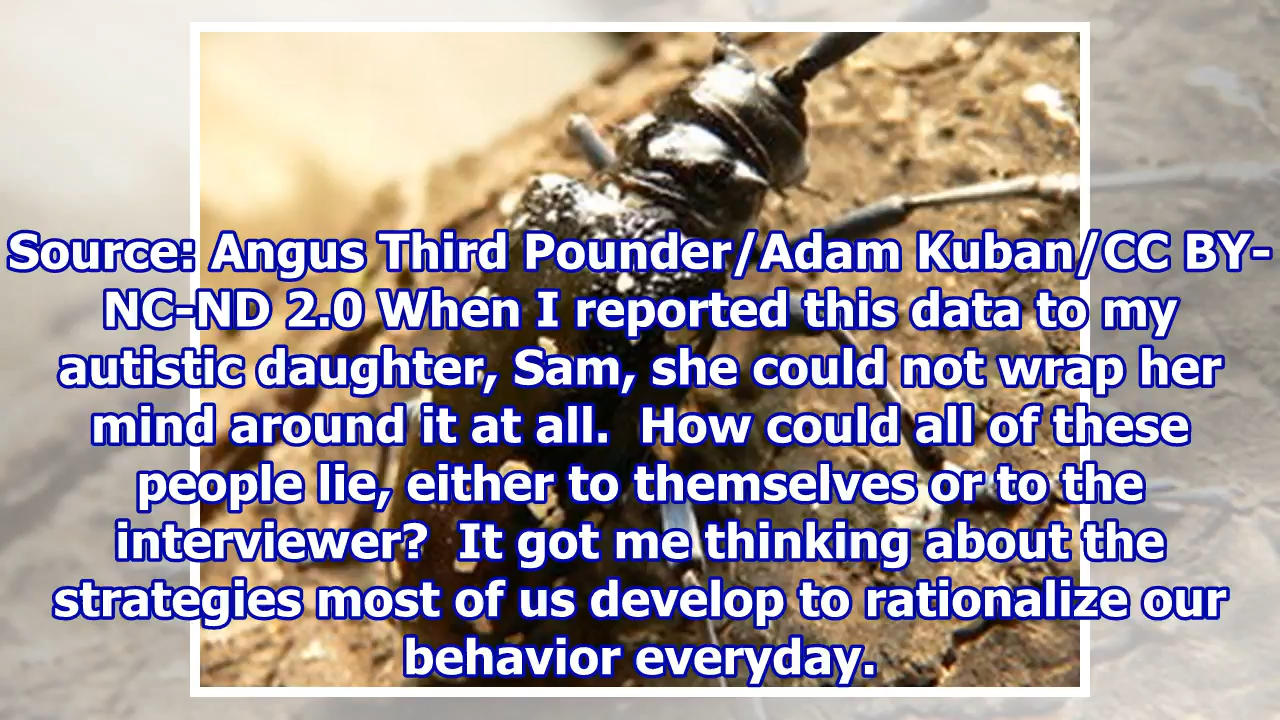 Source: Angus Third Pounder/Adam Kuban/CC BY-
NC-ND 2.0 When I reported this data to my
autistic daughter, Sam, she could not wrap her
mind around it at all.  How could all of these
people lie, either to themselves or to the
interviewer?  It got me thinking about the
strategies most of us develop to rationalize our
behavior everyday.